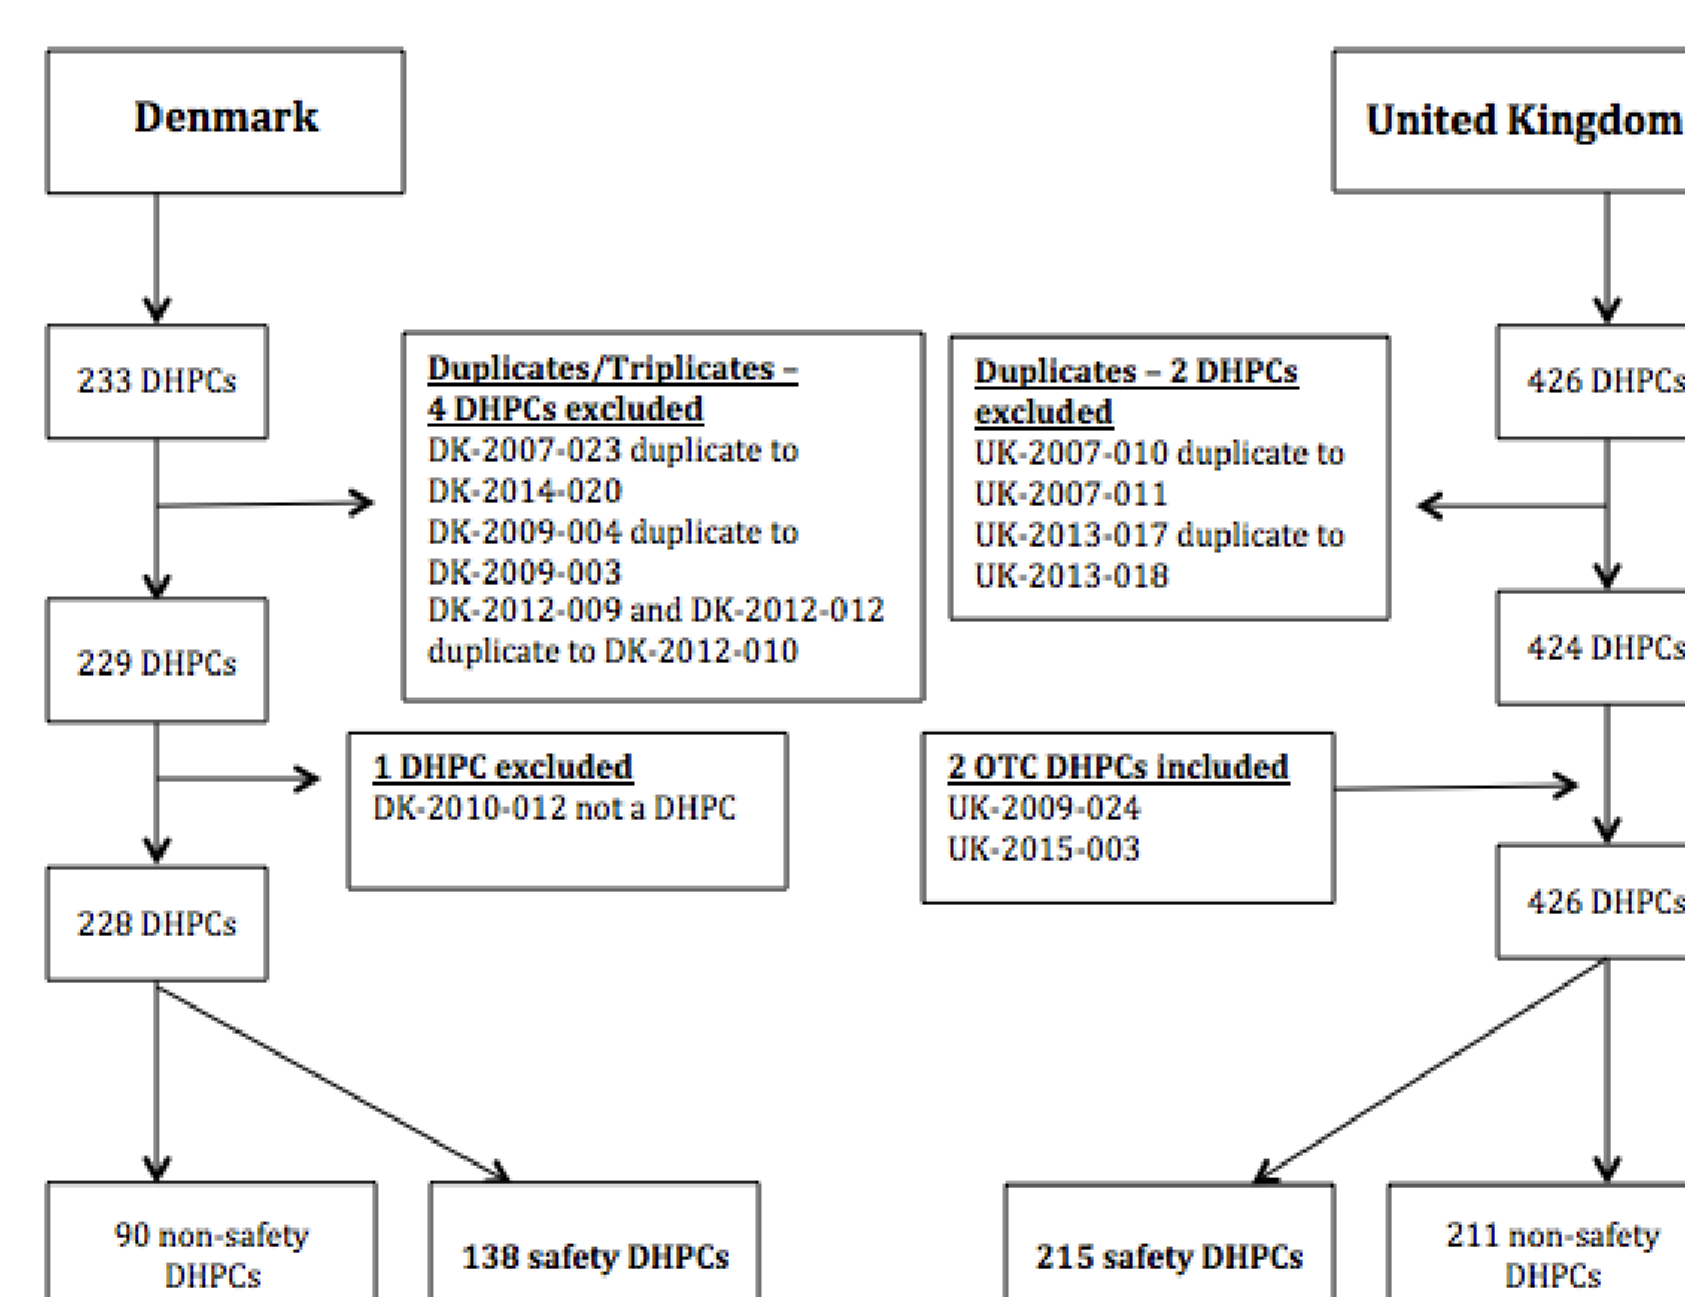 Denmark
United Kingdom
233 DHPCs
Duplicates/Triplicates –
4 DHPCs excluded
DK-2007-023 duplicate to
DK-2014-020
DK-2009-004 duplicate to
DK-2009-003
DK-2012-009 and DK-2012-012
duplicate to DK-2012-010
Duplicates – 2 DHPCs
excluded
UK-2007-010 duplicate to
UK-2007-011
UK-2013-017 duplicate to
UK-2013-018
426 DHPCs
229 DHPCs
424 DHPCs
1 DHPC excluded
DK-2010-012 not a DHPC
2 OTC DHPCs included
UK-2009-024
UK-2015-003
228 DHPCs
426 DHPCs
90 non-safety
DHPCs
138 safety DHPCs
215 safety DHPCs
211 non-safety
DHPCs